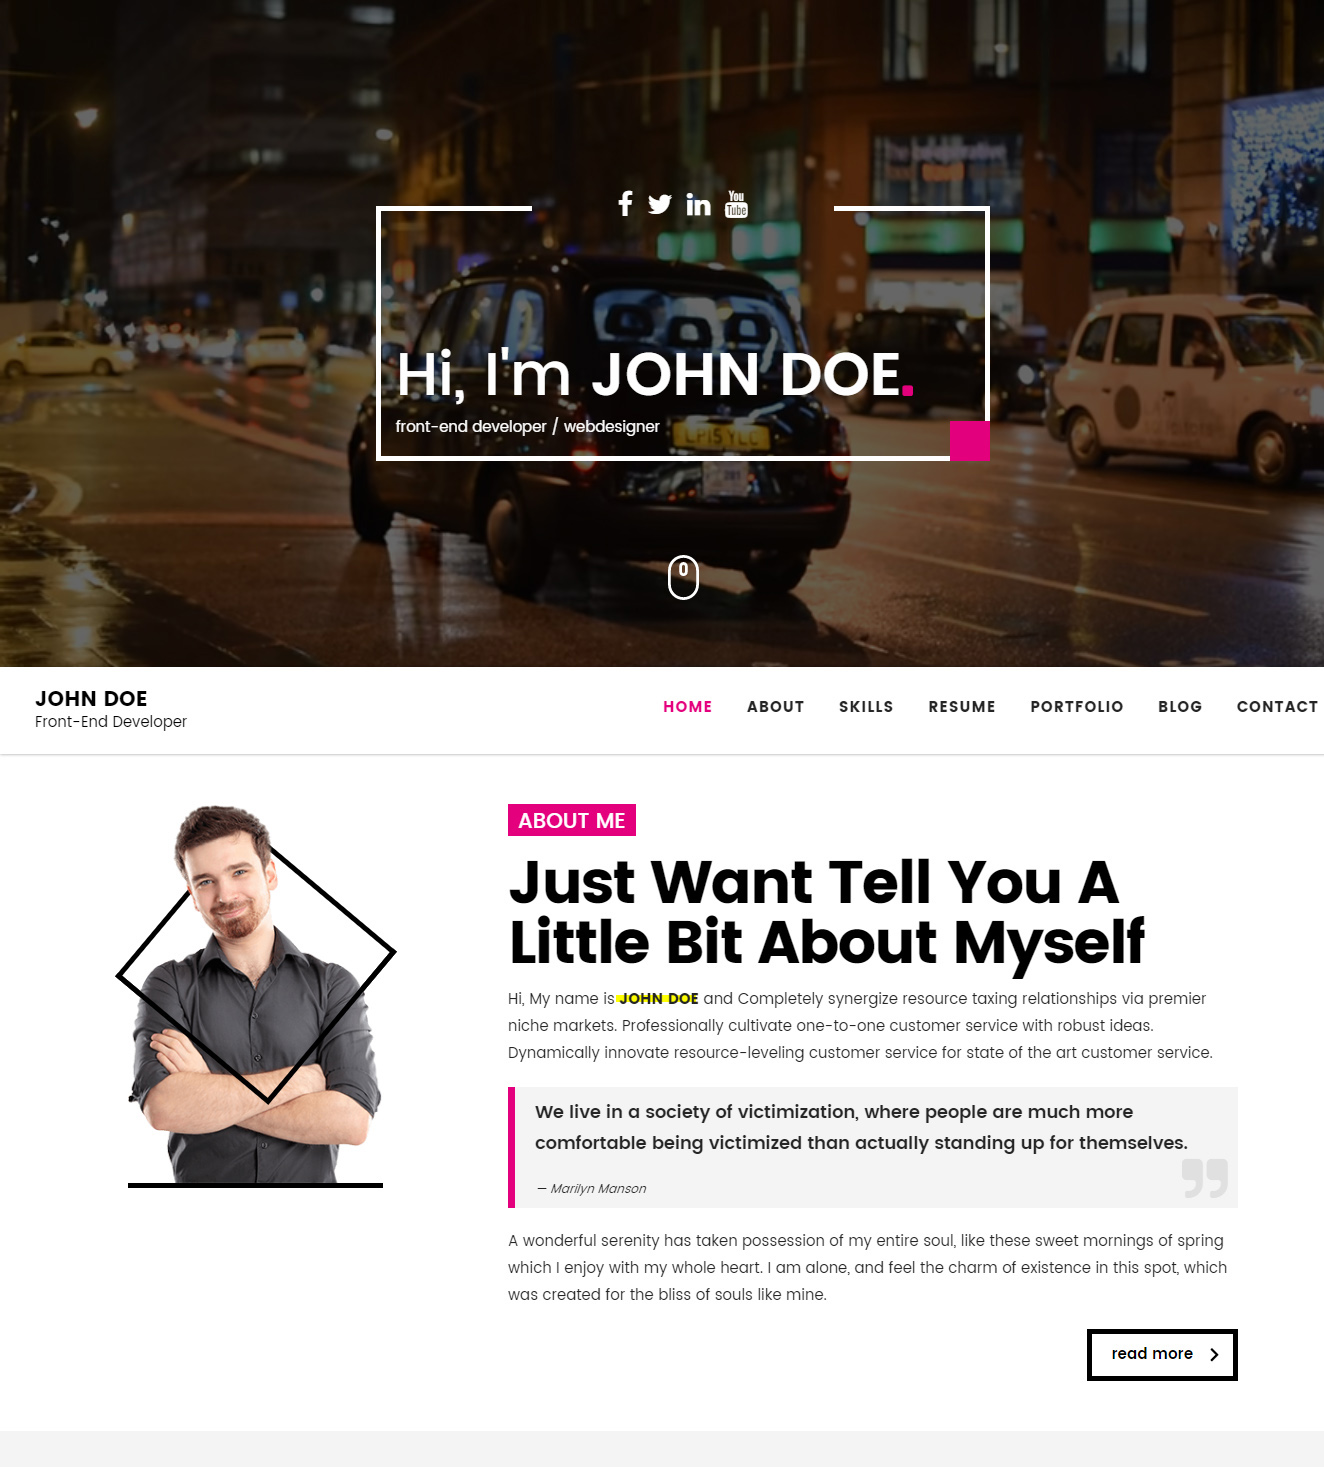 You
Tube
Hi, I'm JOHN DOE.
front-end developer / webdesigner
LP15 YLC
JOHN DOE
Front-End Developer
HOME ABOUT SKILLS RESUME PORTFOLIO BLOG CONTACT
ABOUT ME
Just Want Tell You A
Little Bit About Myself
Hi, My name is JOHN DOE and Completely synergize resource taxing relationships via premier
niche markets. Professionally cultivate one-to-one customer service with robust ideas.
Dynamically innovate resource-leveling customer service for state of the art customer service.
We live in a society of victimization, where people are much more
comfortable being victimized than actually standing up for themselves.
— Marilyn Manson
A wonderful serenity has taken possession of my entire soul, like these sweet mornings of spring
which I enjoy with my whole heart. I am alone, and feel the charm of existence in this spot, which
was created for the bliss of souls like mine.
read more